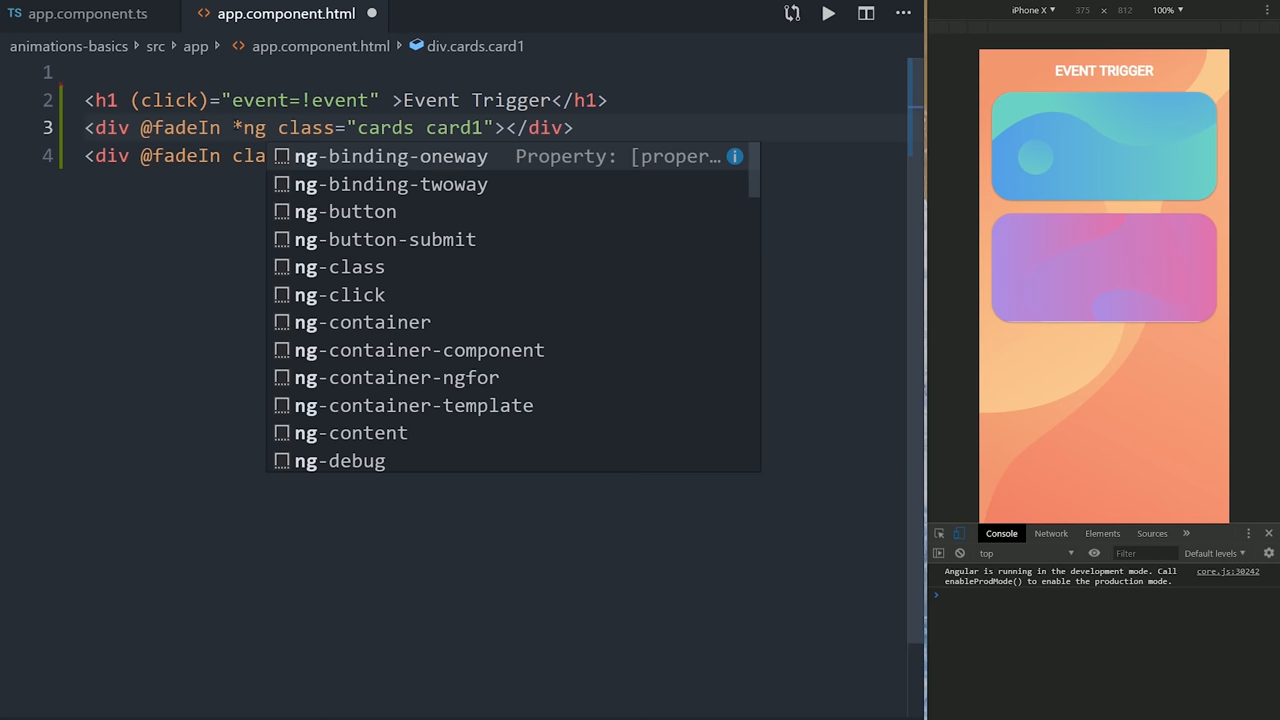 TS app.component.ts <> app.component.html
animations-basics src app <> app.component.html div.cards.card1
1
2 <h1 (click)="event=!event" >Event Trigger</h1>
3 <div @fadeIn *ng class="cards card1"></div>
4 <div @fadeIn cla
ng-binding-oneway Property: [proper…
ng-binding-twoway
ng-button
ng-button-submit
ng-class
ng-click
ng-container
ng-container-component
ng-container-ngfor
ng-container-template
ng-content
ng-debug
iPhone X 375 × 812 100%
EVENT TRIGGER
Console Network Elements Sources »
top Filter Default levels
Angular is running in the development mode. Call core.js:30242
enableProdMode() to enable the production mode.